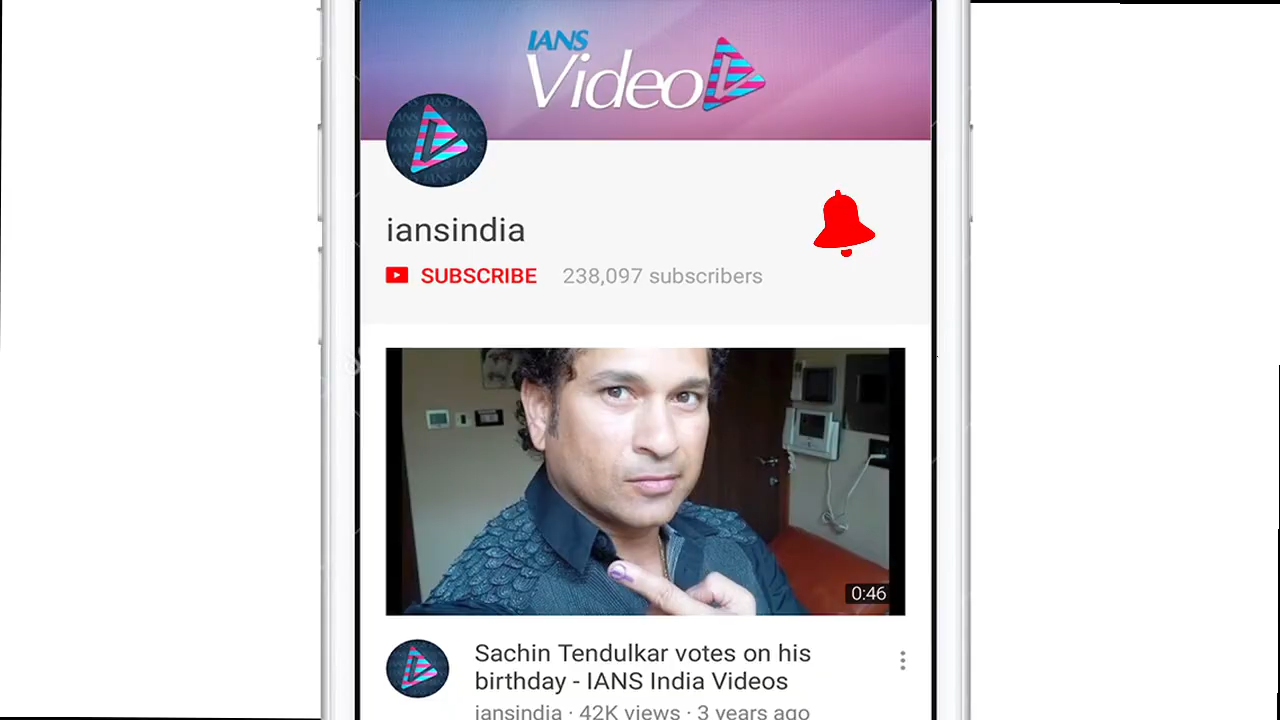 IANS
Video
iansindia
SUBSCRIBE 238,097 subscribers
0:46
Sachin Tendulkar votes on his
birthday - IANS India Videos
iansindia · 42K views · 3 years ago